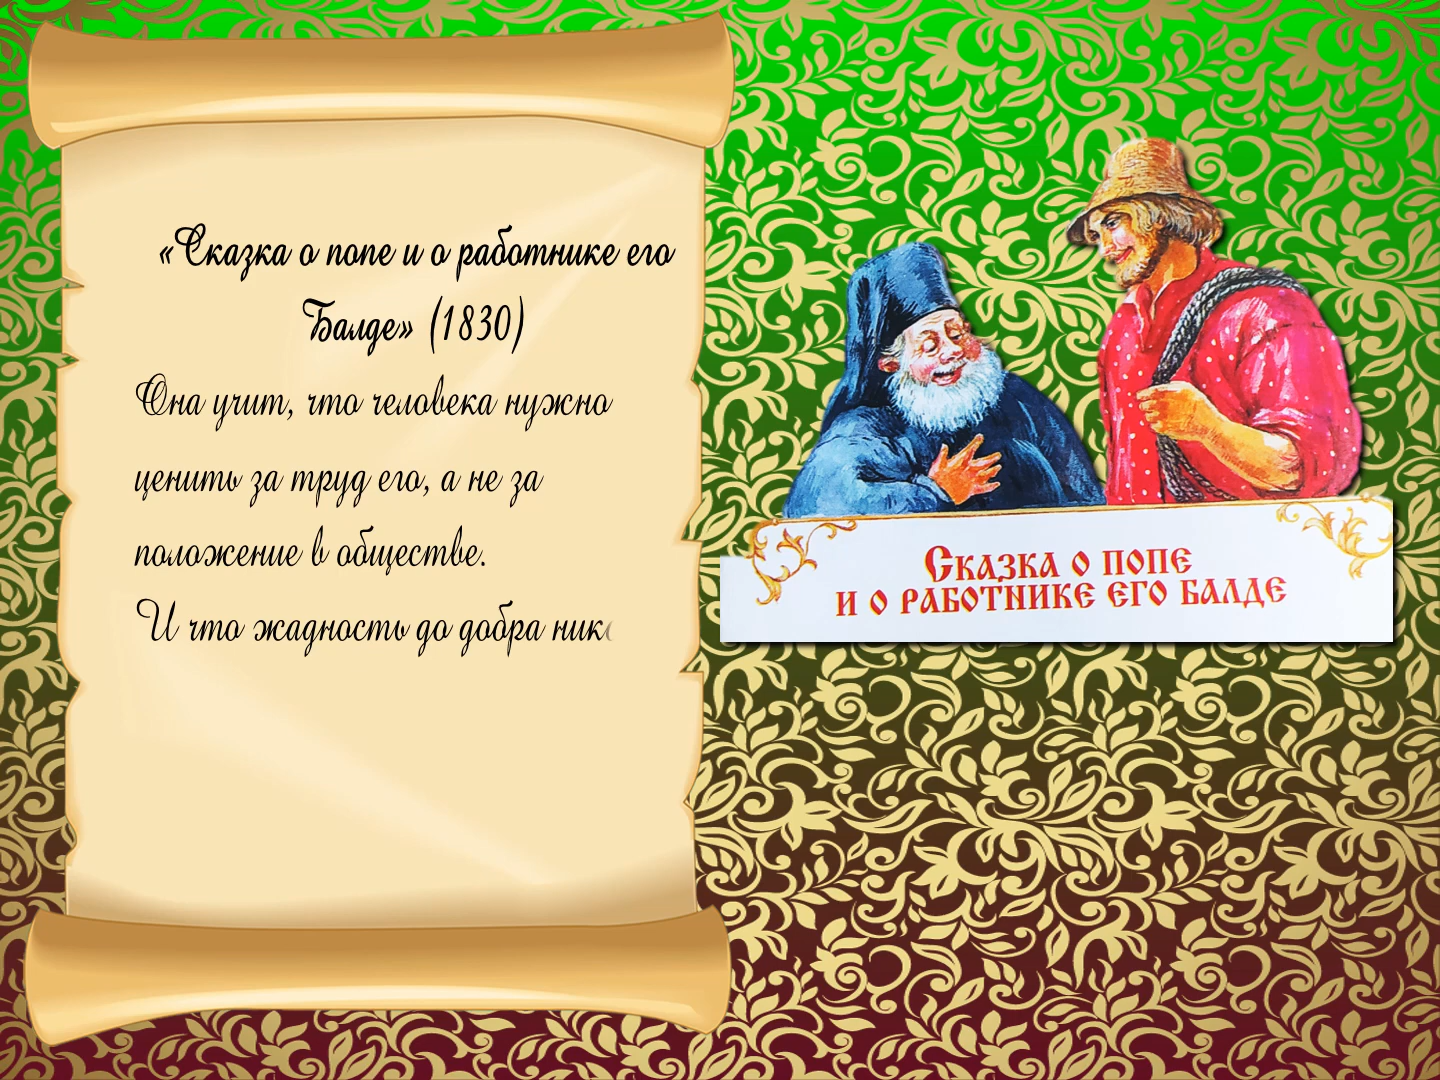 «Сказка о попе и о работнике его
Балде» (1830)
Она учит, что человека нужно
ценить за труд его, а не за
положение в обществе.
И что жадность до добра ник
Сказка о попе
и о работнике его Балде